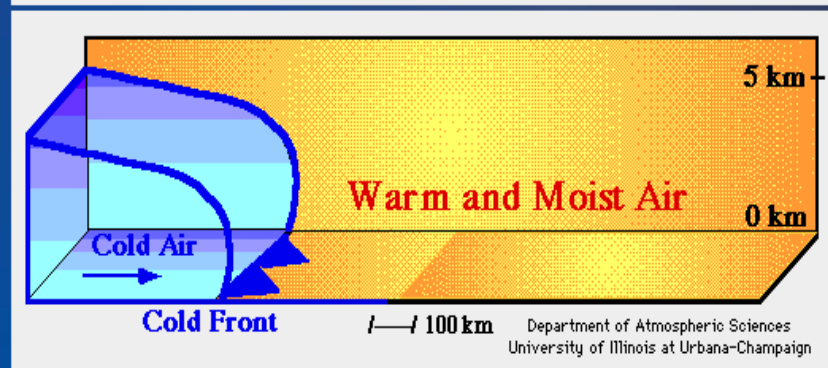 5 km
Warm and Moist Air
0 km
Cold Air
Cold Front
100 km
Department of Atmospheric Sciences
University of Illinois at Urbana-Champaign